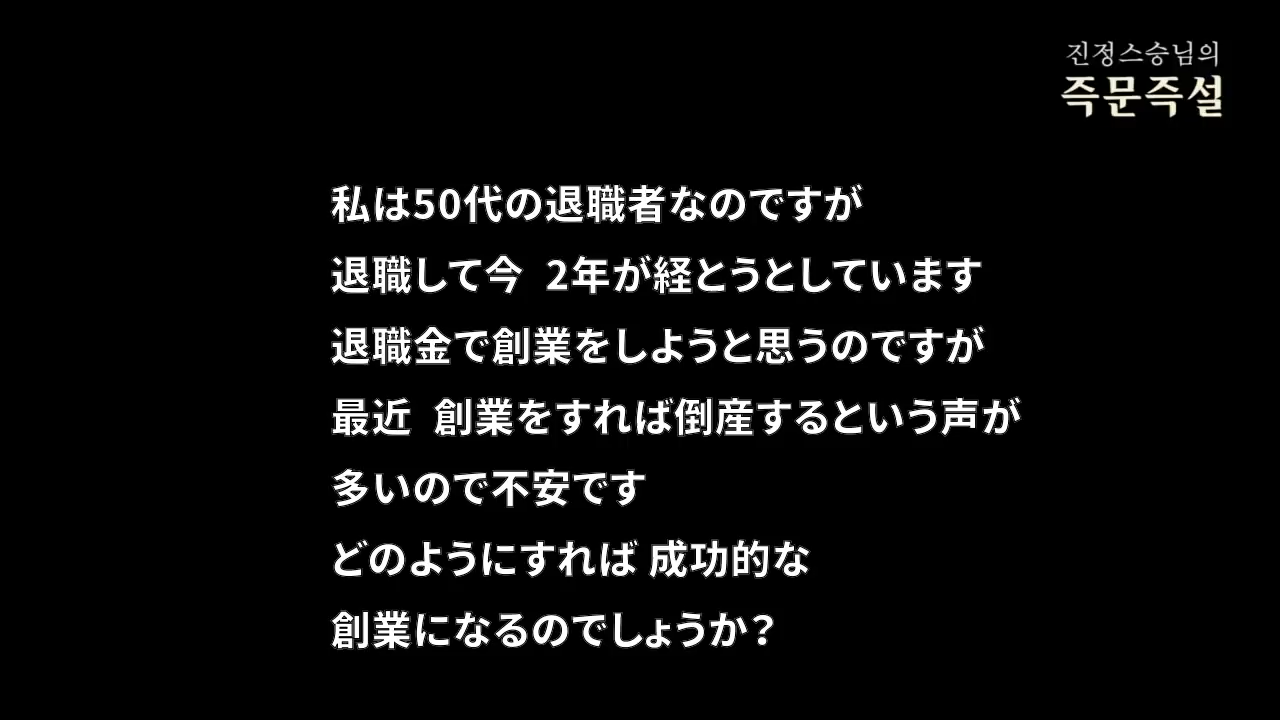 진정스승님의
즉문즉설
私は50代の退職者なのですが
退職して今 2年が経とうとしています
退職金で創業をしようと思うのですが
最近 創業をすれば倒産するという声が
多いので不安です
どのようにすれば 成功的な
創業になるのでしょうか？